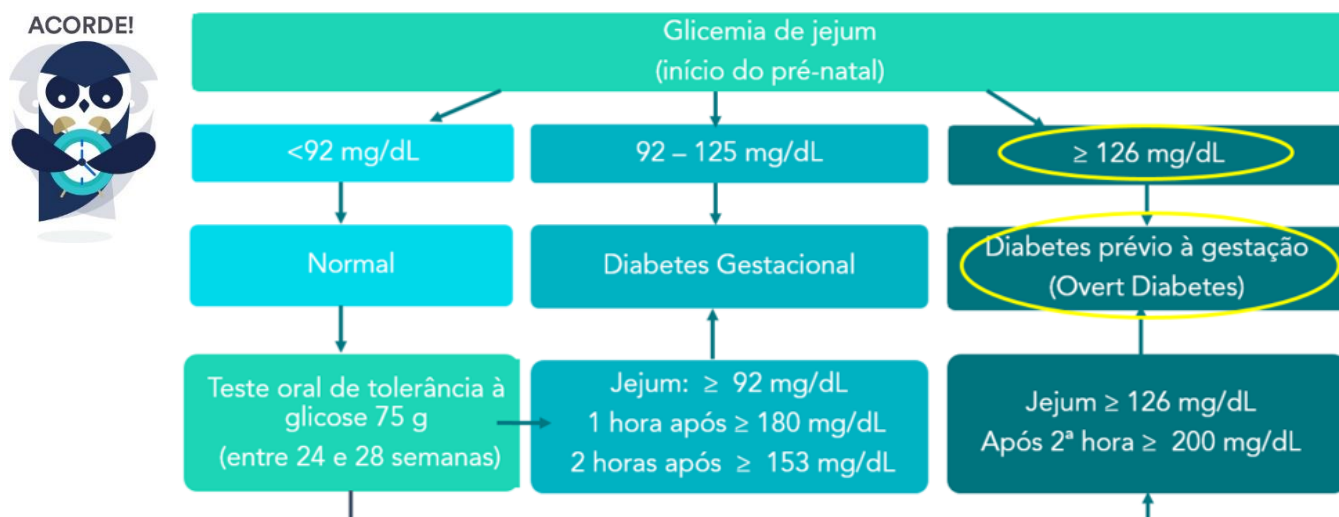 ACORDE!
Glicemia de jejum
(início do pré-natal)
<92 mg/dL
92 – 125 mg/dL
≥ 126 mg/dL
Normal
Diabetes Gestacional
Diabetes prévio à gestação
(Overt Diabetes)
Teste oral de tolerância à
glicose 75 g
(entre 24 e 28 semanas)
Jejum: ≥ 92 mg/dL
1 hora após ≥ 180 mg/dL
2 horas após ≥ 153 mg/dL
Jejum ≥ 126 mg/dL
Após 2ª hora ≥ 200 mg/dL